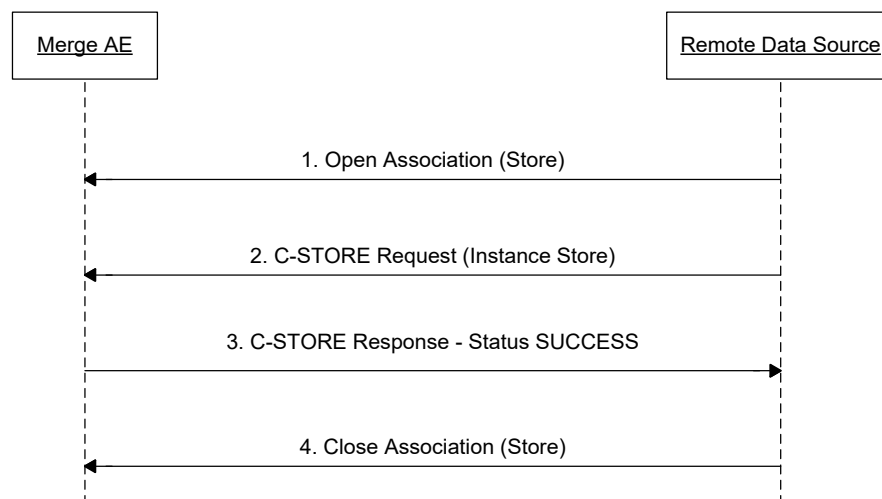 Merge AE
Remote Data Source
1. Open Association (Store)
2. C-STORE Request (Instance Store)
3. C-STORE Response - Status SUCCESS
4. Close Association (Store)